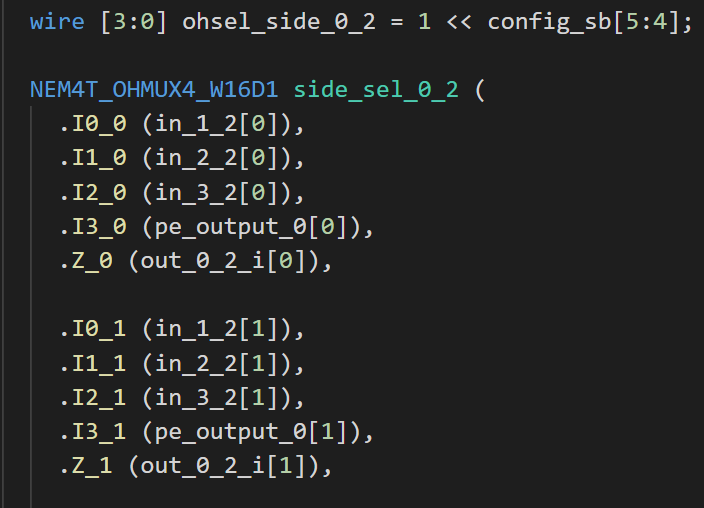 wire [3:0] ohsel_side_0_2 = 1 << config_sb[5:4];
NEM4T_OHMUX4_W16D1 side_sel_0_2 (
.I0_0 (in_1_2[0]),
.I1_0 (in_2_2[0]),
.I2_0 (in_3_2[0]),
.I3_0 (pe_output_0[0]),
.Z_0 (out_0_2_i[0]),
.I0_1 (in_1_2[1]),
.I1_1 (in_2_2[1]),
.I2_1 (in_3_2[1]),
.I3_1 (pe_output_0[1]),
.Z_1 (out_0_2_i[1]),